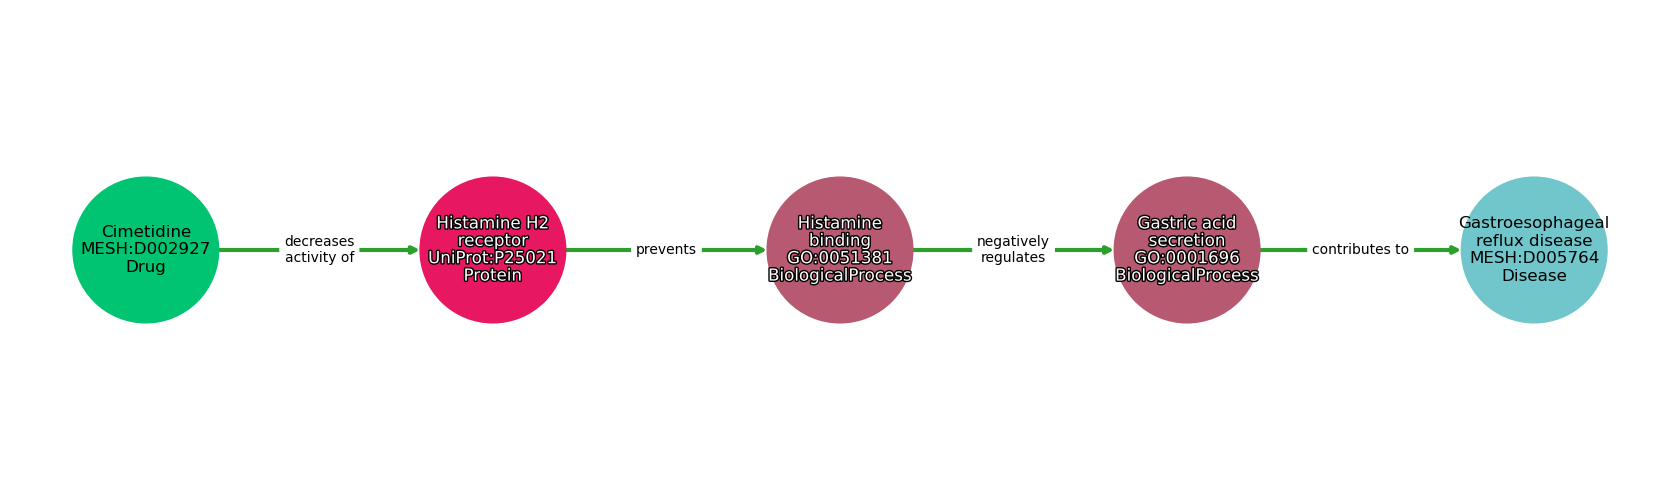 Cimetidine
MESH:D002927
Drug
decreases
activity of
Histamine H2
receptor
UniProt:P25021
Protein
prevents
Histamine
binding
GO:0051381
BiologicalProcess
negatively
regulates
Gastric acid
secretion
GO:0001696
BiologicalProcess
contributes to
Gastroesophageal
reflux disease
MESH:D005764
Disease